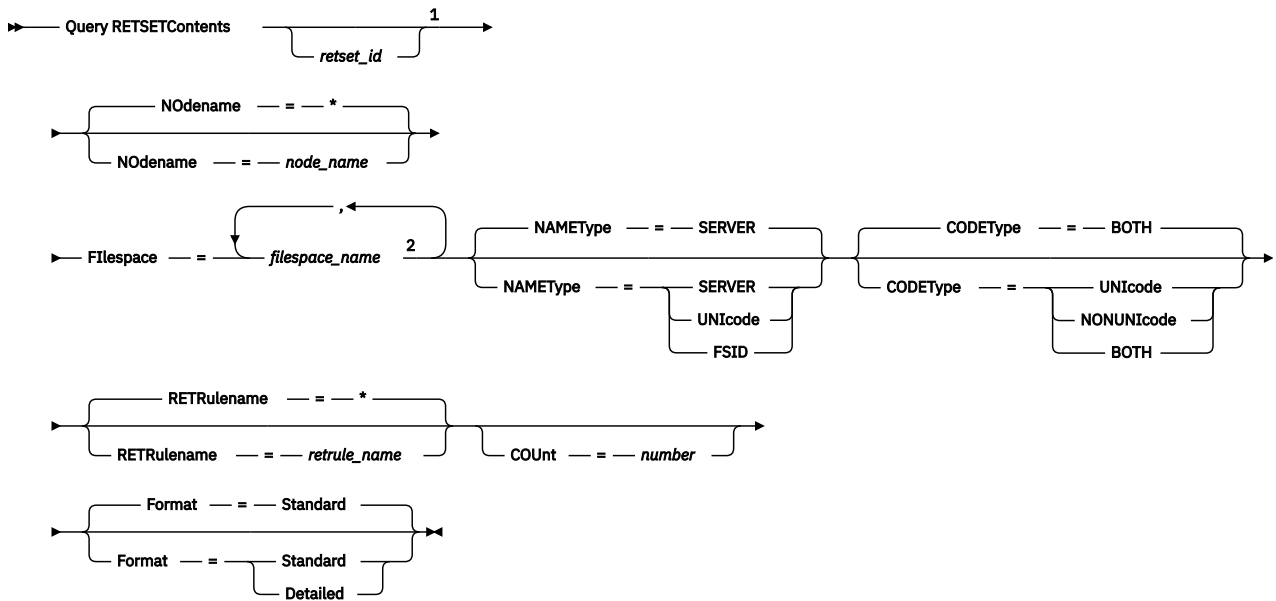 Query RETSETContents 1
retset_id
NOdename = *
NOdename = node_name
,
FIlespace = filespace_name 2
NAMEType = SERVER
NAMEType = SERVER
UNIcode
FSID
CODEType = BOTH
CODEType = UNIcode
NONUNIcode
BOTH
RETRulename = *
RETRulename = retrule_name
COUnt = number
Format = Standard
Format = Standard
Detailed